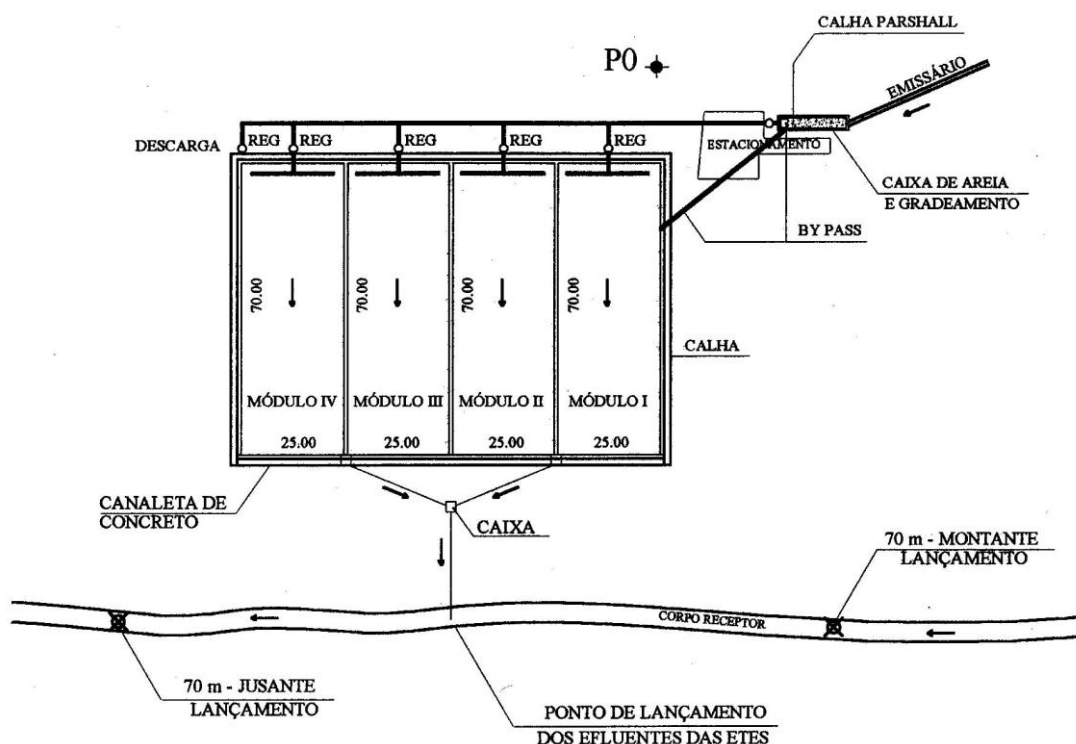 CALHA PARSHALL
P0
EMISSÁRIO
DESCARGA
REG
REG
REG
REG
REG
ESTACIONAMENTO
CAIXA DE AREIA
E GRADEAMENTO
BY PASS
70.00
70.00
70.00
70.00
CALHA
MÓDULO IV
MÓDULO III
MÓDULO II
MÓDULO I
25.00
25.00
25.00
25.00
CANALETA DE
CONCRETO
CAIXA
70 m - MONTANTE
LANÇAMENTO
CORPO RECEPTOR
70 m - JUSANTE
LANÇAMENTO
PONTO DE LANÇAMENTO
DOS EFLUENTES DAS ETES